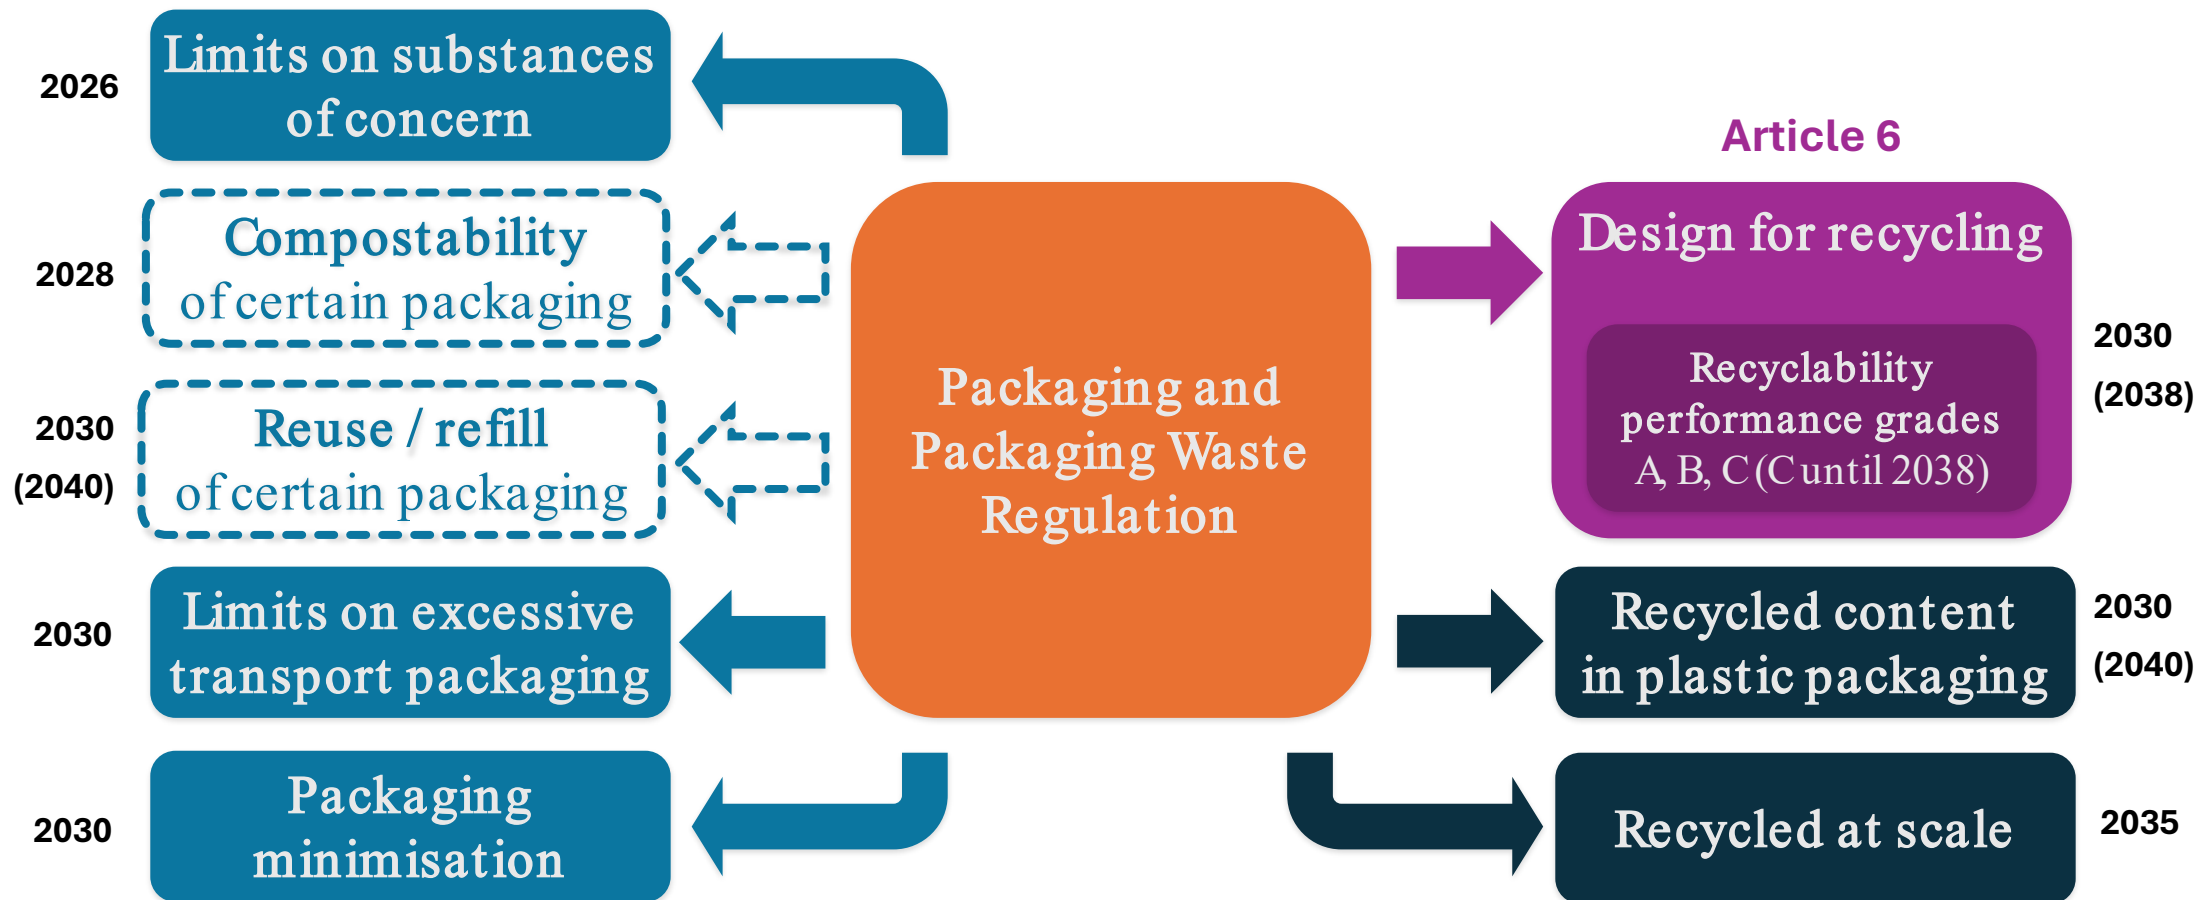 2026
Limits on substances
of concern
2028
Compostability
of certain packaging
2030
(2040)
Reuse / refill
of certain packaging
2030
Limits on excessive
transport packaging
2030
Packaging
minimisation
Packaging and
Packaging Waste
Regulation
Article 6
Design for recycling
Recyclability
performance grades
A, B, C (C until 2038)
2030
(2038)
Recycled content
in plastic packaging
2030
(2040)
Recycled at scale
2035